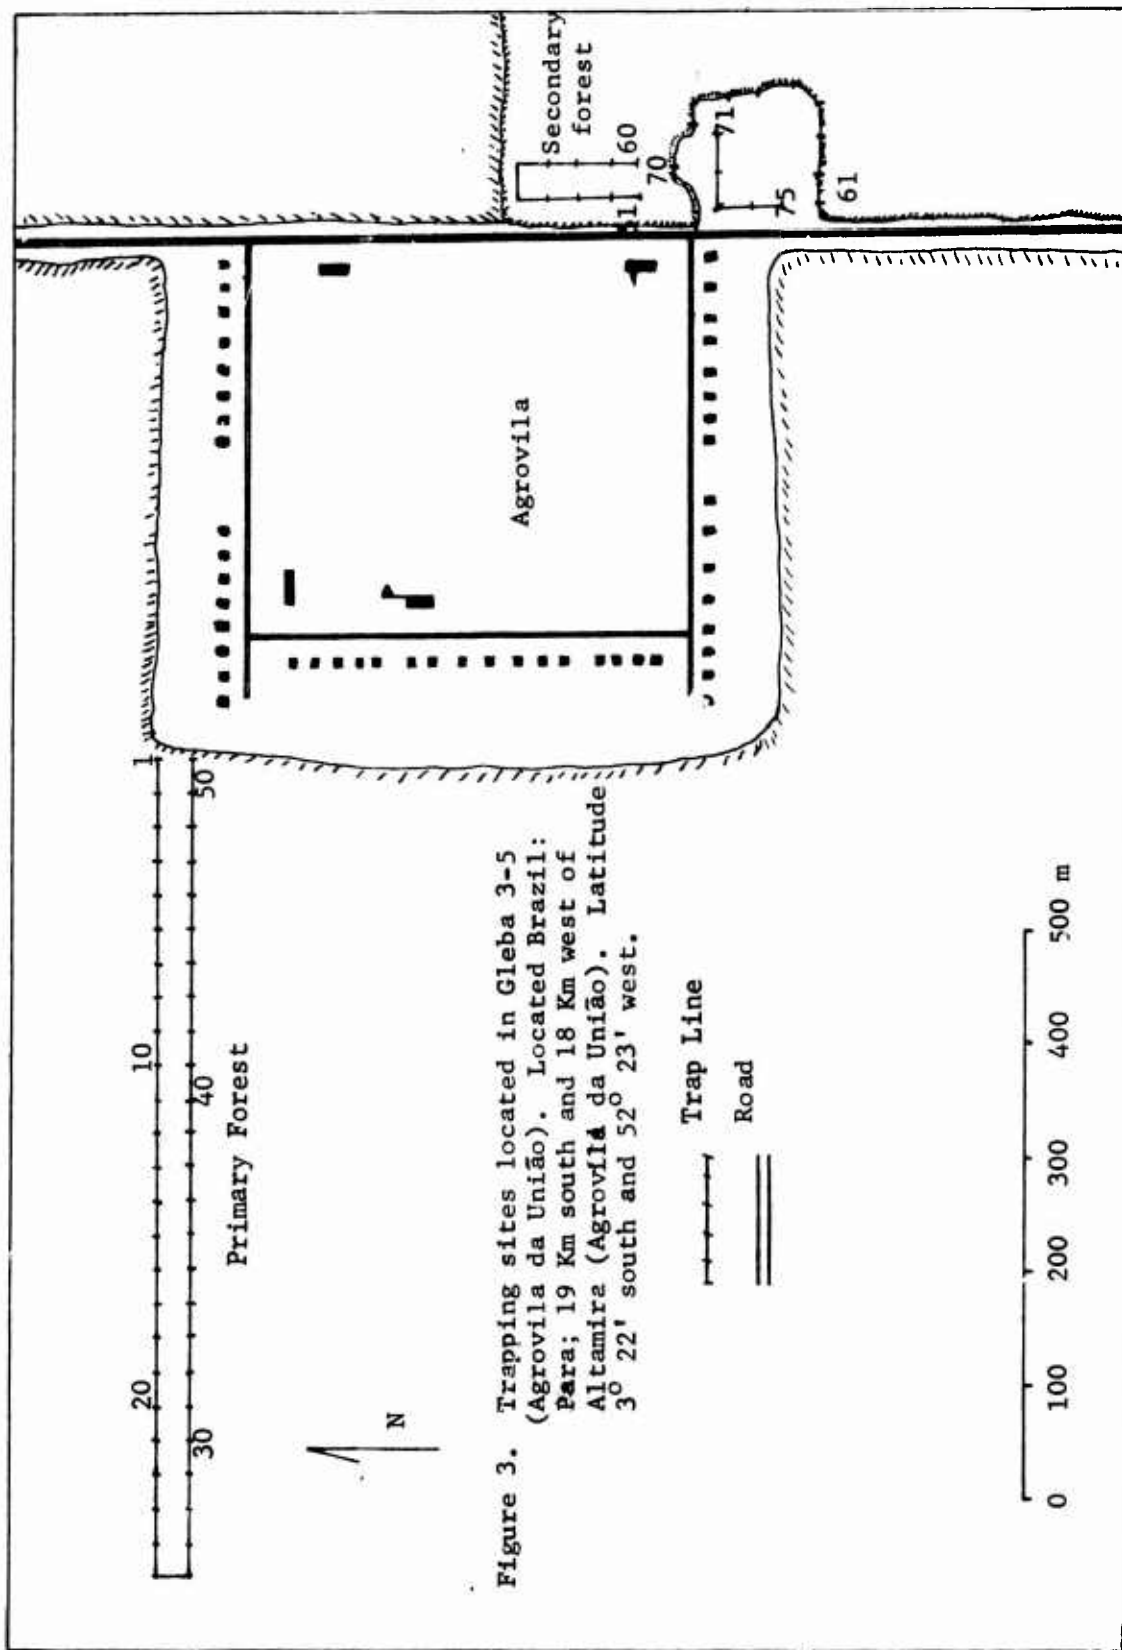 20
10
1
30
40
50
Primary Forest
N
Agrovila
Secondary
forest
51
60
70
71
75
61
Figure 3. Trapping sites located in Gleba 3-5
(Agrovila da União). Located Brazil:
Para; 19 Km south and 18 Km west of
Altamira (Agrovila da União). Latitude
3° 22' south and 52° 23' west.
Trap Line
Road
0 100 200 300 400 500 m